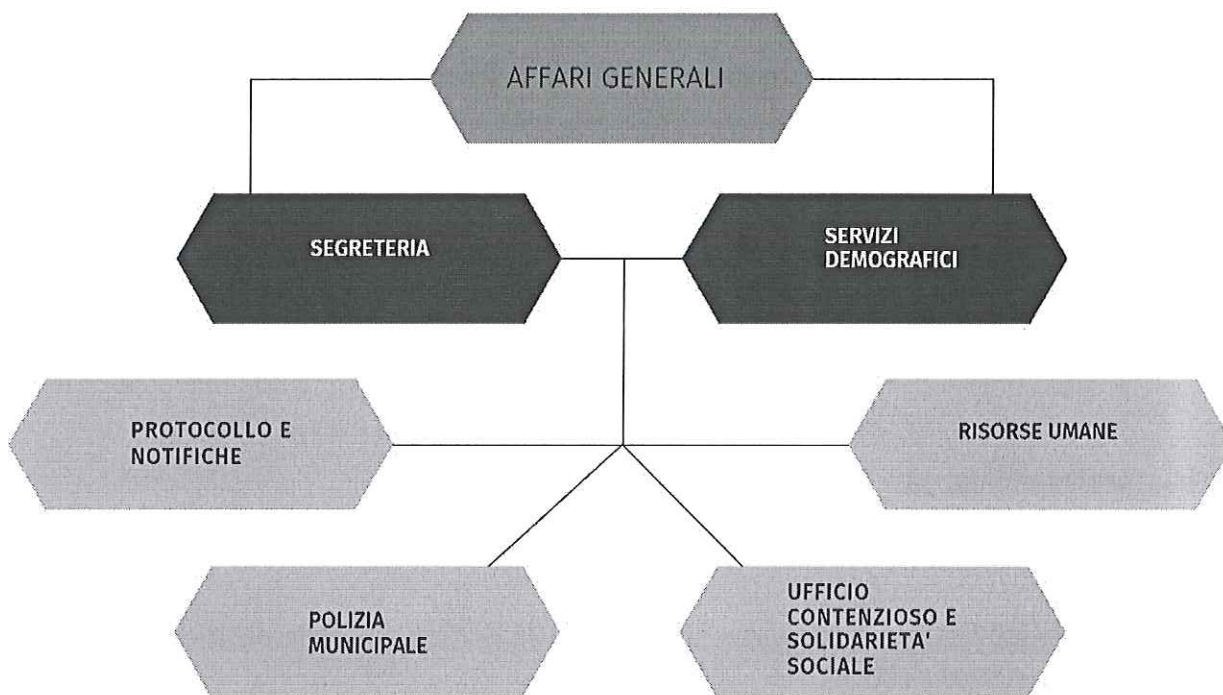 AFFARI GENERALI
SEGRETERIA
SERVIZI
DEMOGRAFICI
PROTOCOLLO E
NOTIFICHE
RISORSE UMANE
POLIZIA
MUNICIPALE
UFFICIO
CONTENZIOSO E
SOLIDARIETA'
SOCIALE